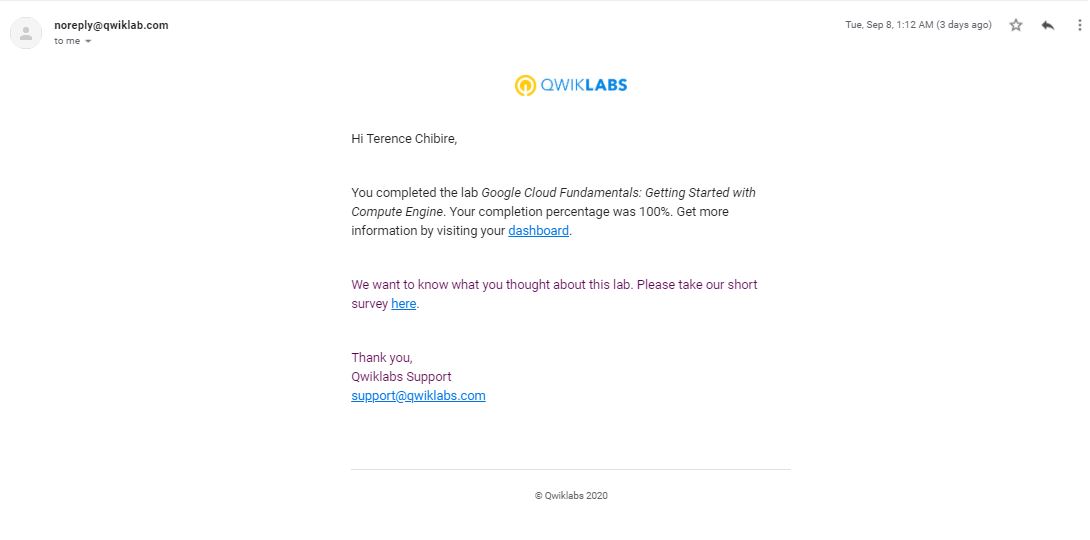 noreply@qwiklab.com
Tue, Sep 8, 1:12 AM (3 days ago)
to me
QWIKLABS
Hi Terence Chibire,
You completed the lab Google Cloud Fundamentals: Getting Started with
Compute Engine. Your completion percentage was 100%. Get more
information by visiting your dashboard.
We want to know what you thought about this lab. Please take our short
survey here.
Thank you,
Qwiklabs Support
support@qwiklabs.com
© Qwiklabs 2020